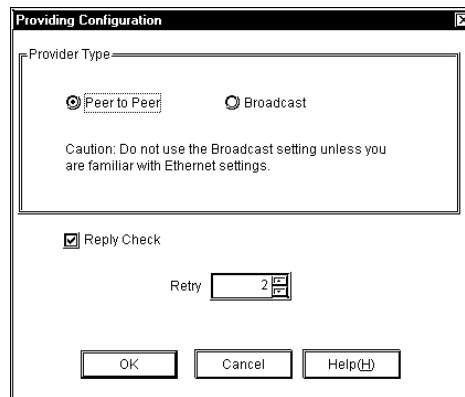 Providing Configuration
Provider Type
Peer to Peer
Broadcast
Caution: Do not use the Broadcast setting unless you
are familiar with Ethernet settings.
Reply Check
Retry 2
OK Cancel Help(H)